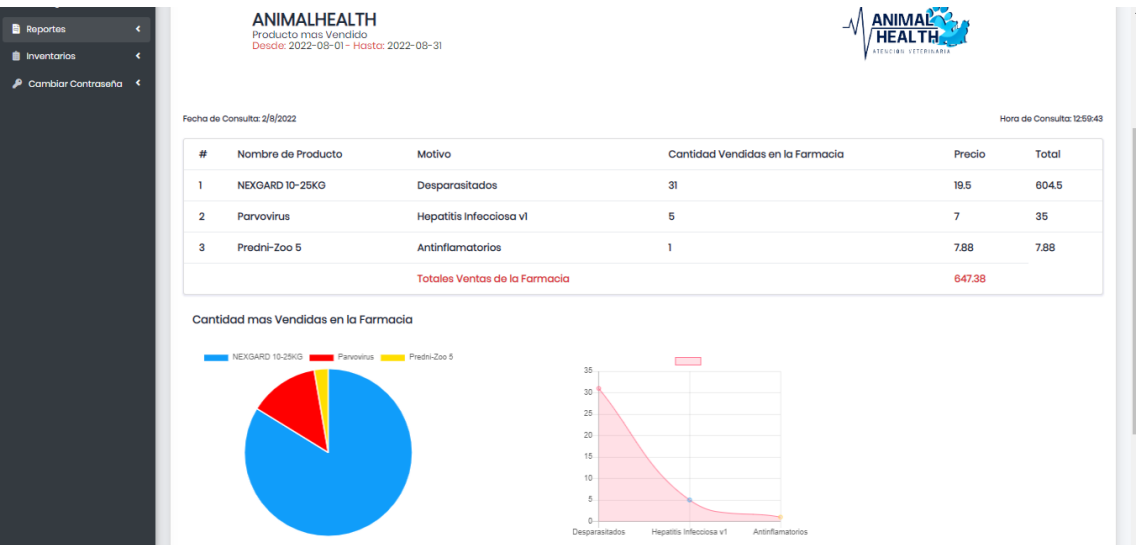 Reportes
Inventarios
Cambiar Contraseña
ANIMALHEALTH
Producto mas Vendido
Desde: 2022-08-01 - Hasta: 2022-08-31
ANIMAL
HEALTH
ATENCION VETERINARIA
Fecha de Consulta: 2/8/2022 Hora de Consulta: 12:59:43
# Nombre de Producto Motivo Cantidad Vendidas en la Farmacia Precio Total
1 NEXGARD 10-25KG Desparasitados 31 19.5 604.5
2 Parvovirus Hepatitis Infecciosa v1 5 7 35
3 Predni-Zoo 5 Antinflamatorios 1 7.88 7.88
Totales Ventas de la Farmacia 647.38
Cantidad mas Vendidas en la Farmacia
NEXGARD 10-25KG Parvovirus Predni-Zoo 5
35
30
25
20
15
10
5
0
Desparasitados Hepatitis Infecciosa v1 Antinflamatorios